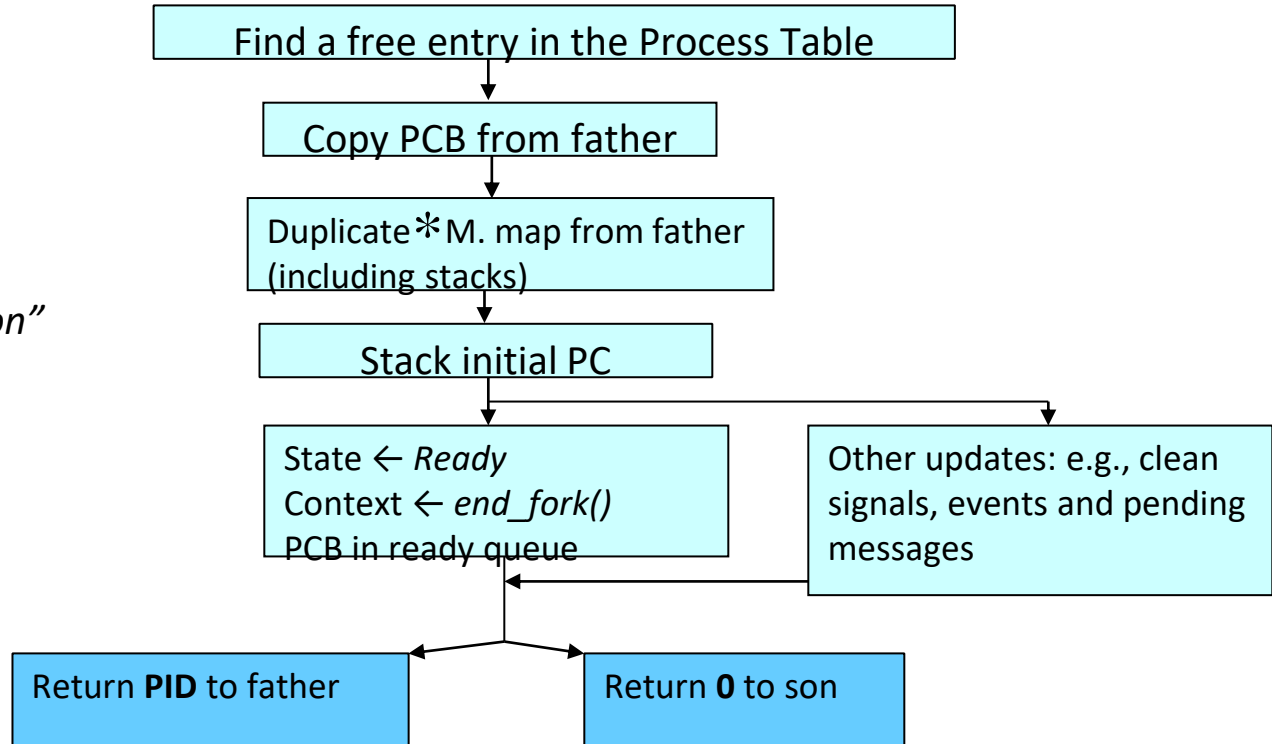 Find a free entry in the Process Table
Copy PCB from father
Duplicate*M. map from father
(including stacks)
on”
Stack initial PC
State ← Ready
Context ← end_fork()
PCB in ready queue
Other updates: e.g., clean
signals, events and pending
messages
Return PID to father
Return 0 to son